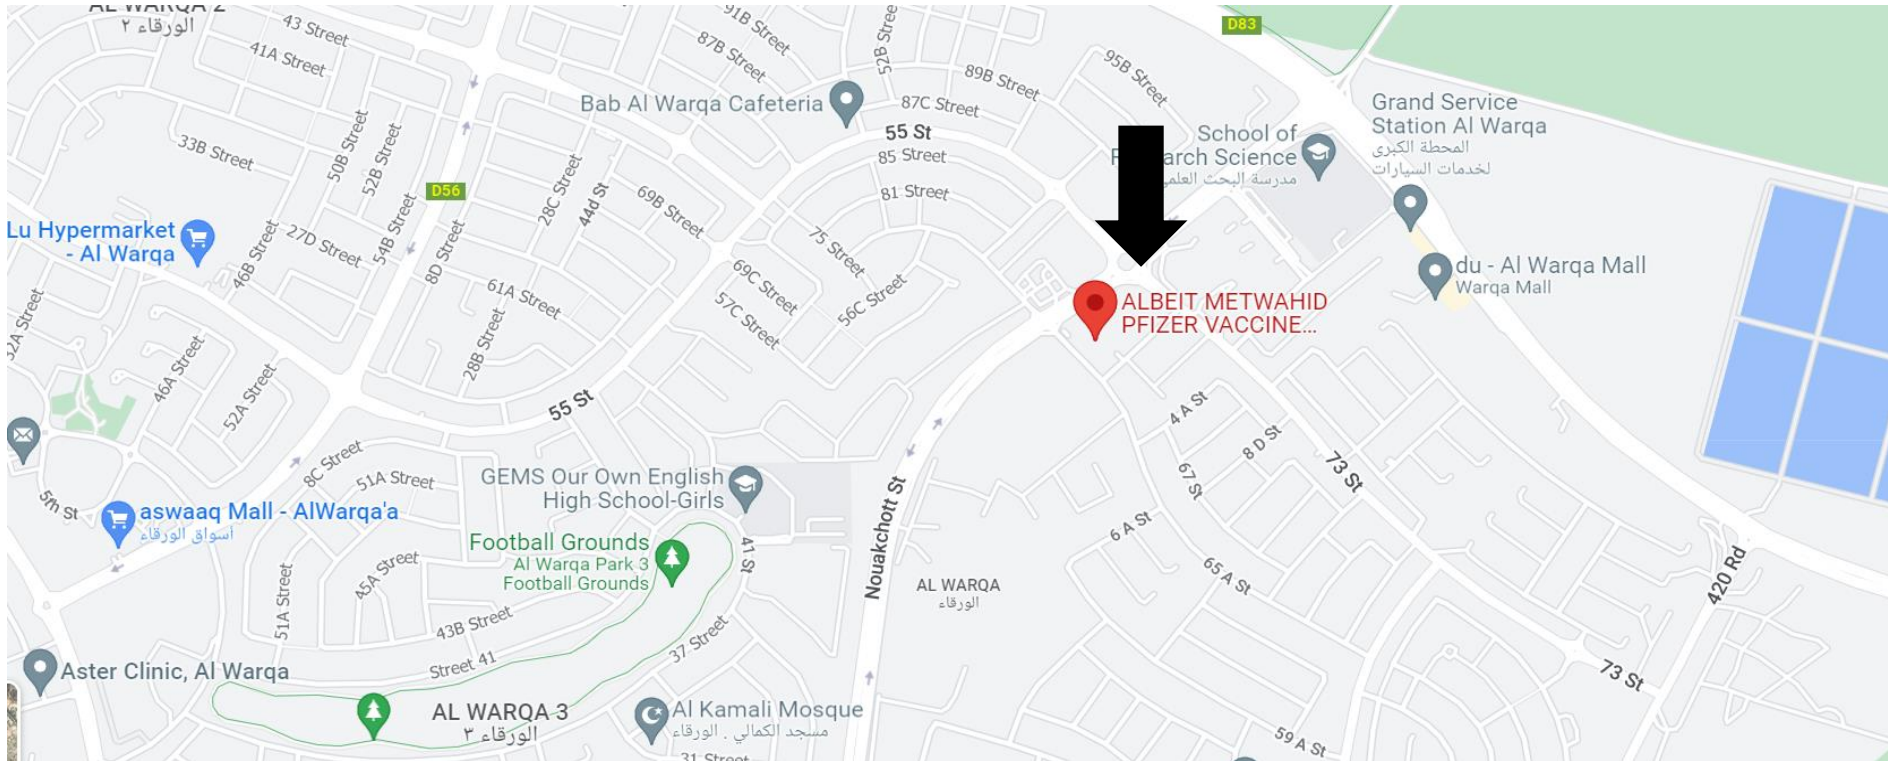 AL WARQA 2
الورقاء ٢
43 Street
41A Street
33B Street
50B Street
52B Street
54B Street
D56
Lu Hypermarket
- Al Warqa
27D Street
46B Street
8D Street
28C Street
44d St
69B Street
61A Street
28B Street
46A Street
52A Street
91B Street
87B Street
52B Stree
Bab Al Warqa Cafeteria
89B Street
87C Street
55 St
85 Street
81 Street
75 Street
69C Street
57C Street
56C Street
95B Street
D83
School of
arch Science
مدرسة البحث العلمي
Grand Service
Station Al Warqa
المحطة الكبرى
لخدمات السيارات
du - Al Warqa Mall
Warqa Mall
ALBEIT METWAHID
PFIZER VACCINE...
55 St
8C Street
51A Street
5th St
aswaaq Mall - AlWarqa'a
أسواق الورقاء
GEMS Our Own English
High School-Girls
Football Grounds
Al Warqa Park 3
Football Grounds
41 St
45A Street
51A Street
43B Street
Street 41
37 Street
Aster Clinic, Al Warqa
AL WARQA 3
الورقاء ٣
Al Kamali Mosque
مسجد الكمالي . الورقاء
31 Street
Nouakchott St
AL WARQA
الورقاء
4 A St
8 D St
67 St
6 A St
65 A St
73 St
73 St
420 Rd
59 A St